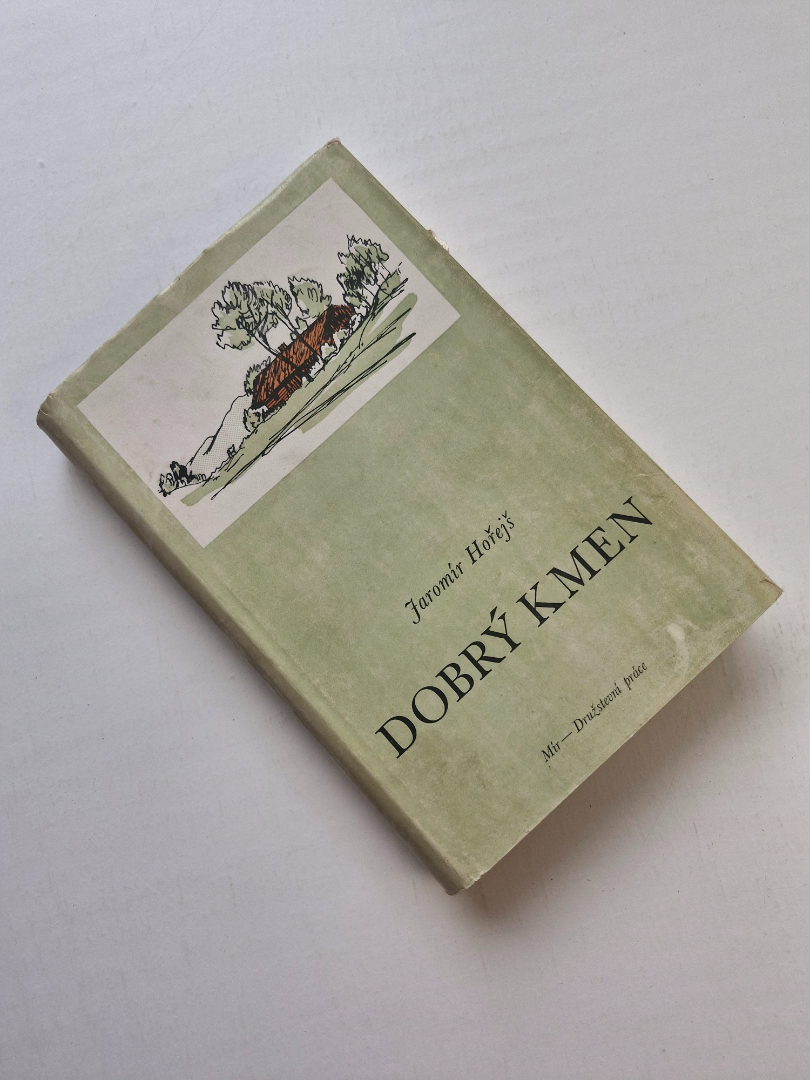 Jaromír Hořejš
DOBRÝ KMEN
Mír — Družstevní práce